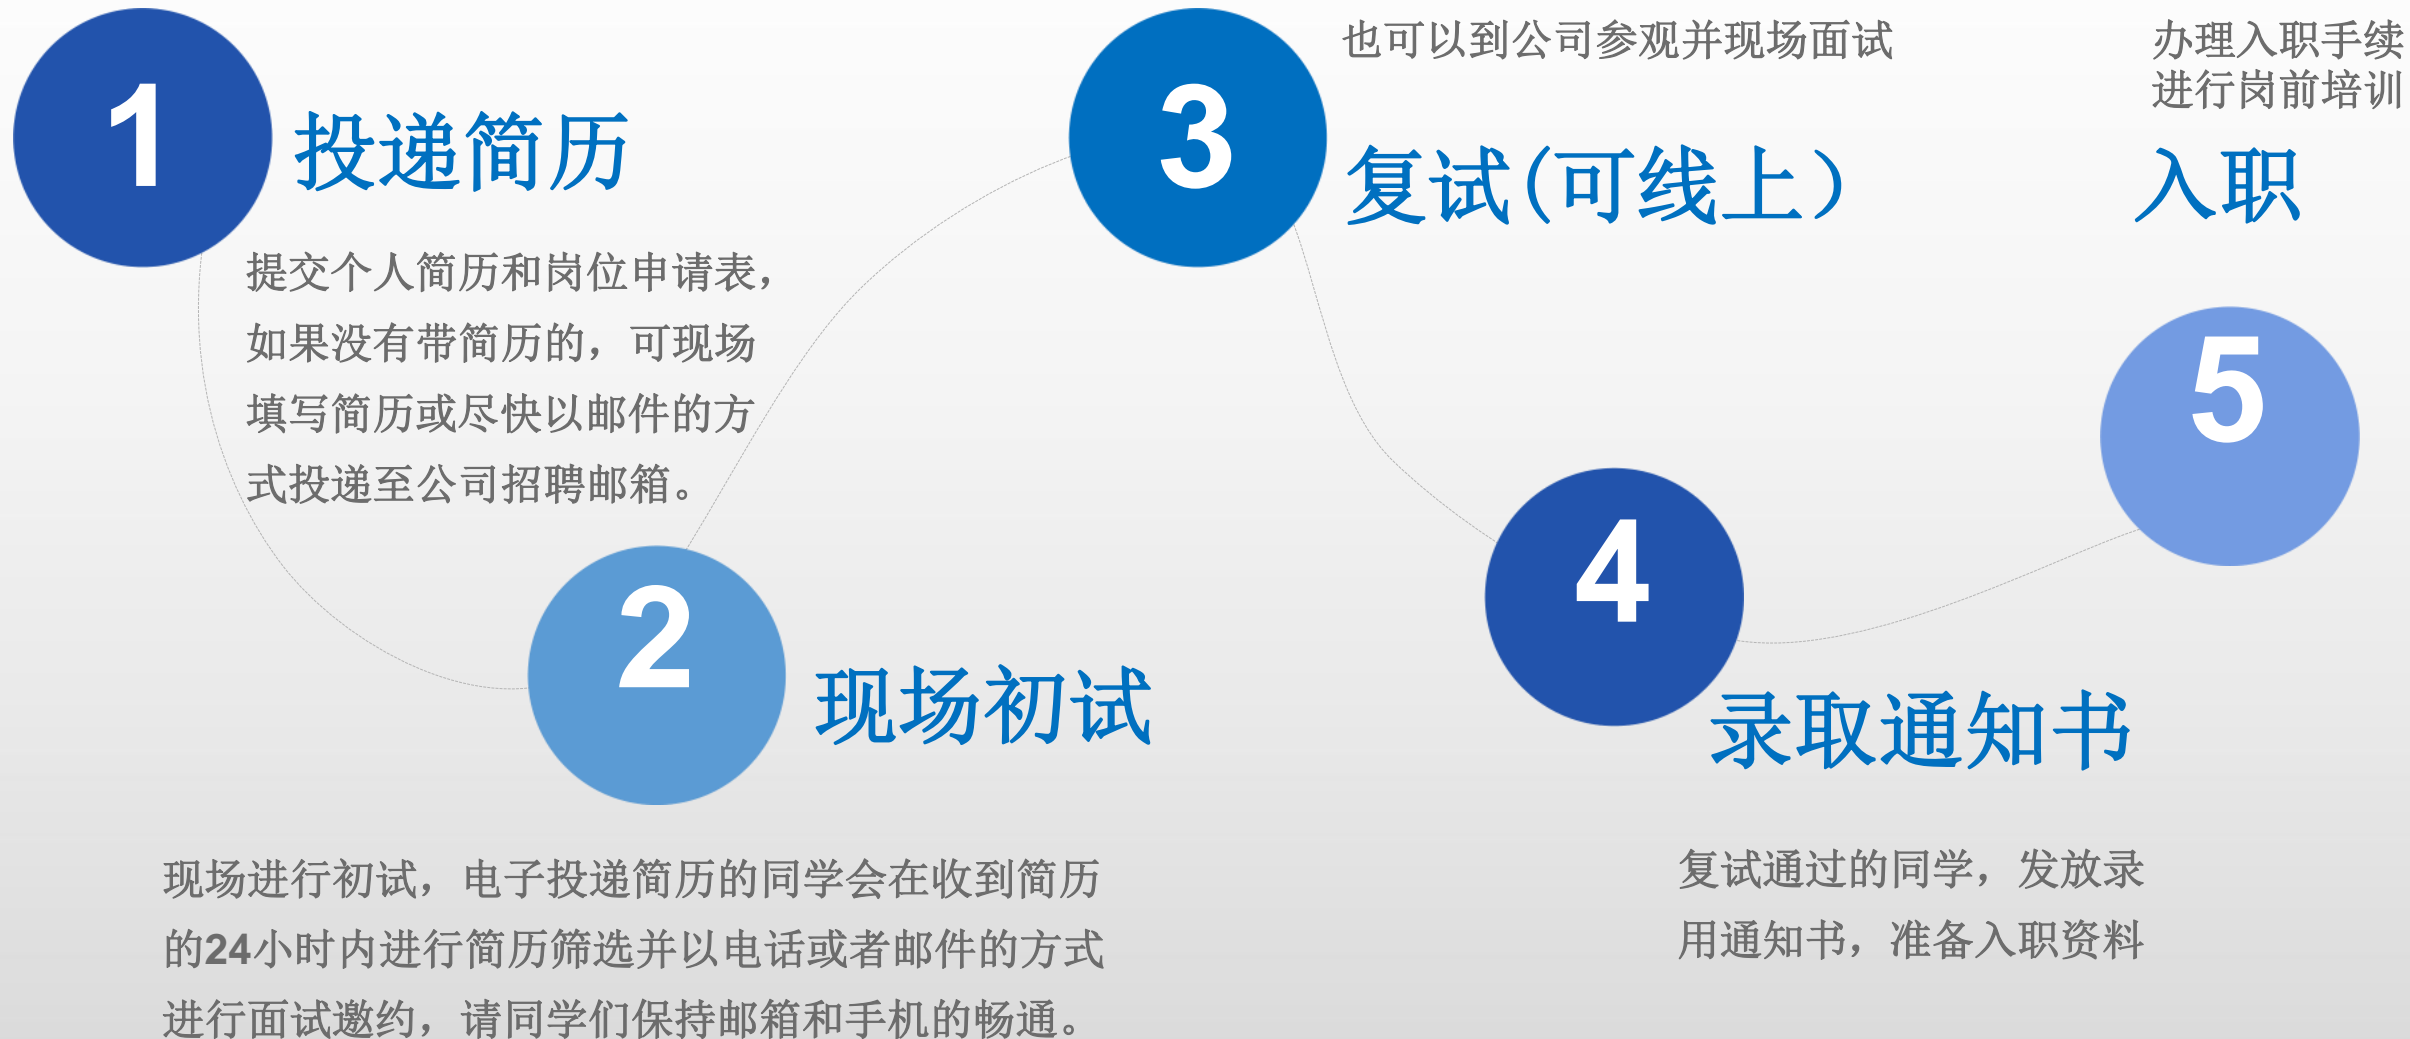 1
投递简历
提交个人简历和岗位申请表，
如果没有带简历的，可现场
填写简历或尽快以邮件的方
式投递至公司招聘邮箱。
2
现场初试
现场进行初试，电子投递简历的同学会在收到简历
的24小时内进行简历筛选并以电话或者邮件的方式
进行面试邀约，请同学们保持邮箱和手机的畅通。
3
也可以到公司参观并现场面试
复试(可线上）
4
录取通知书
复试通过的同学，发放录
用通知书，准备入职资料
办理入职手续
进行岗前培训
入职
5